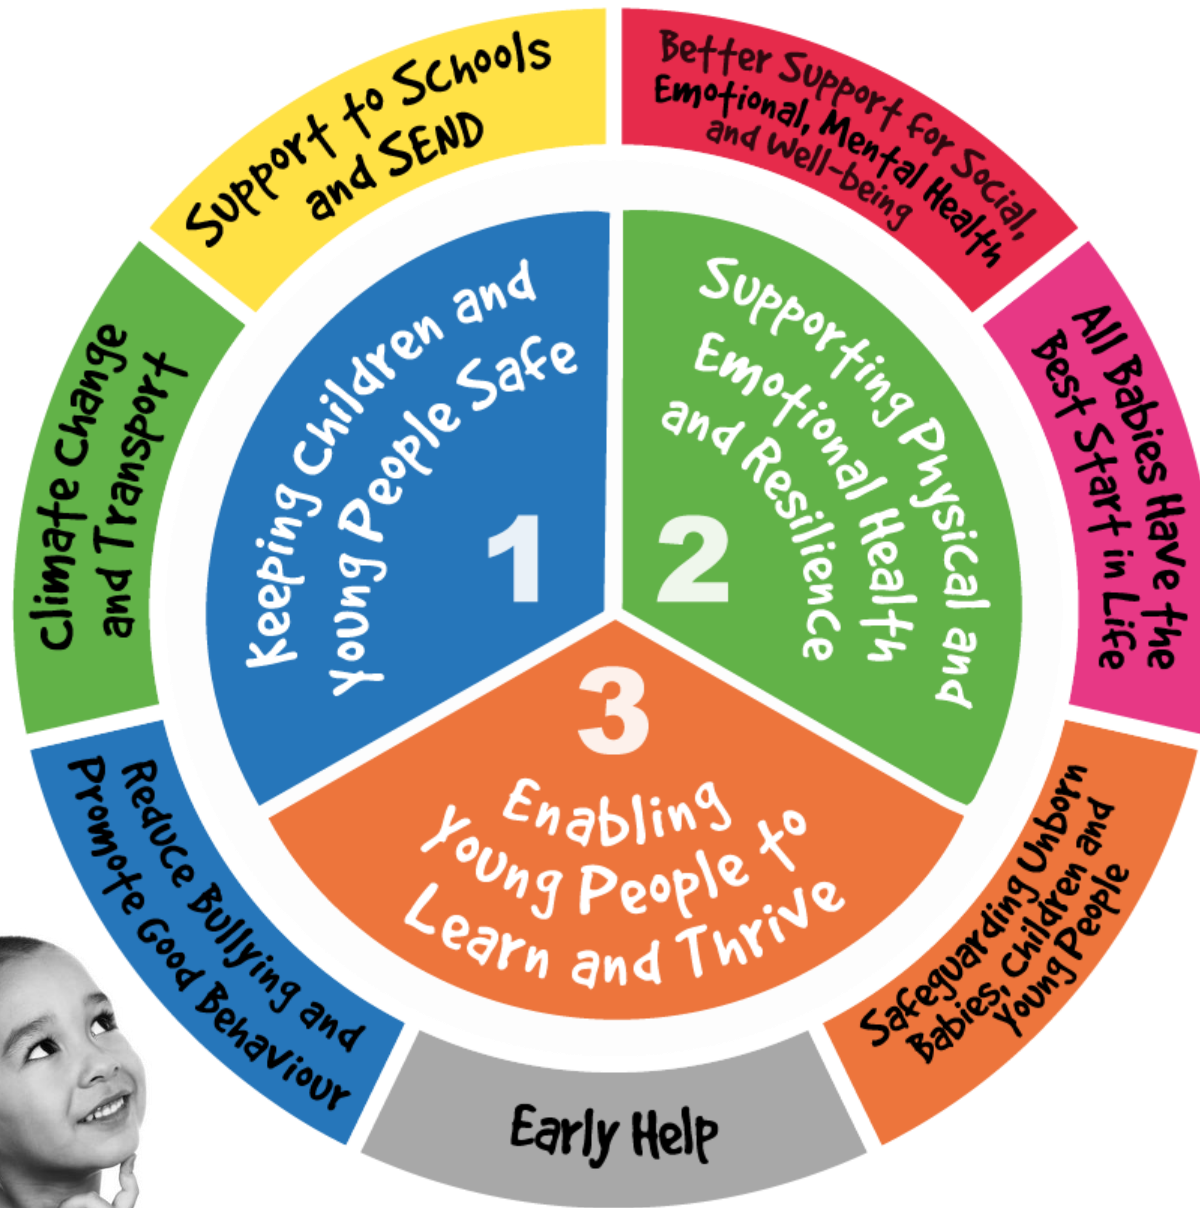 Support to Schools
and SEND
Better Support for Social,
Emotional, Mental Health
and Well-being
All Babies Have the
Best Start in Life
Safeguarding Unborn
Babies, Children and
Young People
Early Help
Reduce Bullying and
Promote Good Behaviour
Climate Change
and Transport
Keeping Children and
Young People Safe
1
Supporting Physical and
Emotional Health
and Resilience
2
3
Enabling
Young People to
Learn and Thrive